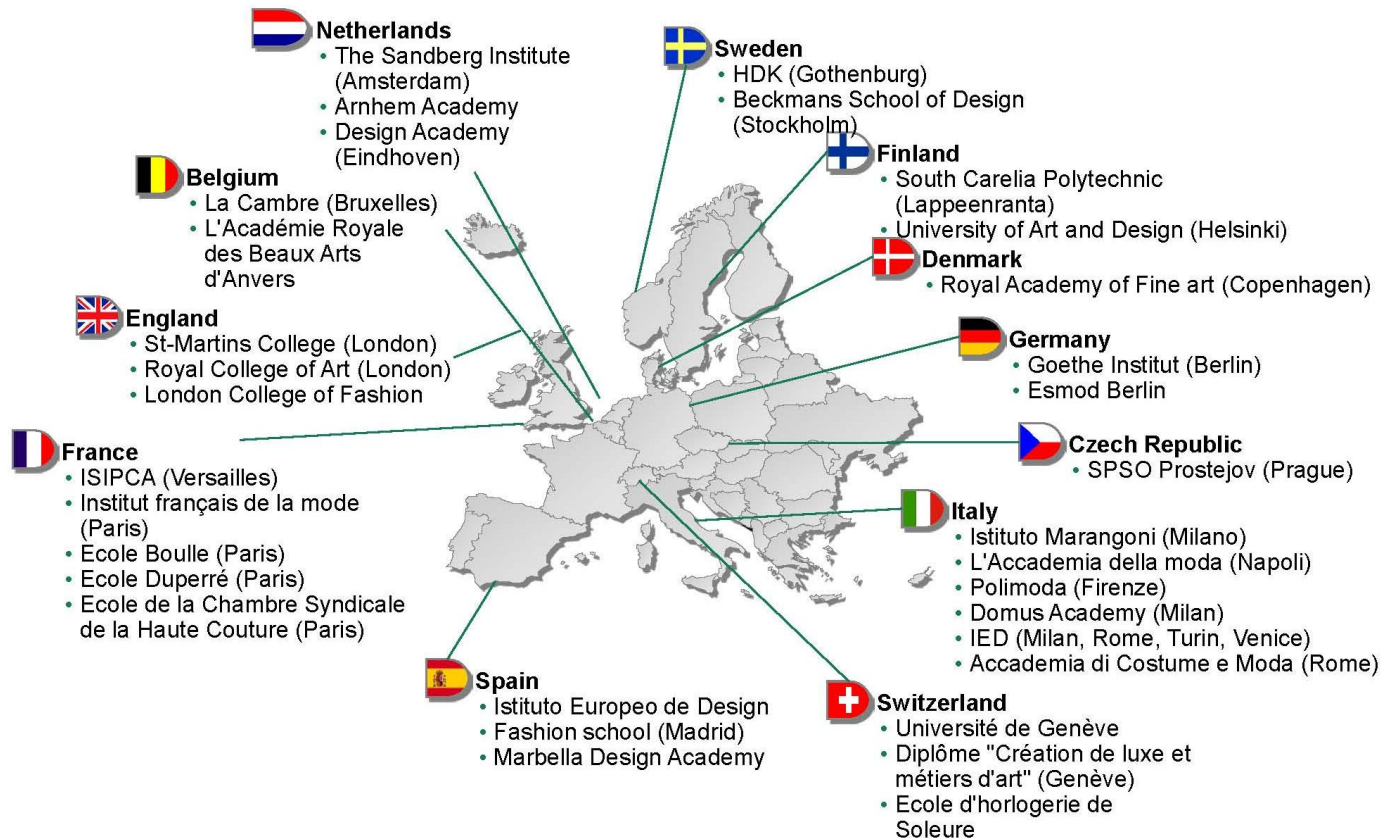 Netherlands
• The Sandberg Institute
(Amsterdam)
• Arnhem Academy
• Design Academy
(Eindhoven)
Sweden
• HDK (Gothenburg)
• Beckmans School of Design
(Stockholm)
Finland
• South Carelia Polytechnic
(Lappeenranta)
• University of Art and Design (Helsinki)
Belgium
• La Cambre (Bruxelles)
• L'Académie Royale
des Beaux Arts
d'Anvers
Denmark
• Royal Academy of Fine art (Copenhagen)
England
• St-Martins College (London)
• Royal College of Art (London)
• London College of Fashion
Germany
• Goethe Institut (Berlin)
• Esmod Berlin
France
• ISIPCA (Versailles)
• Institut français de la mode
(Paris)
• Ecole Boulle (Paris)
• Ecole Duperré (Paris)
• Ecole de la Chambre Syndicale
de la Haute Couture (Paris)
Czech Republic
• SPSO Prostejov (Prague)
Italy
• Istituto Marangoni (Milano)
• L'Accademia della moda (Napoli)
• Polimoda (Firenze)
• Domus Academy (Milan)
• IED (Milan, Rome, Turin, Venice)
• Accademia di Costume e Moda (Rome)
Spain
• Istituto Europeo de Design
• Fashion school (Madrid)
• Marbella Design Academy
Switzerland
• Université de Genève
• Diplôme "Création de luxe et
métiers d'art" (Genève)
• Ecole d'horlogerie de
Soleure